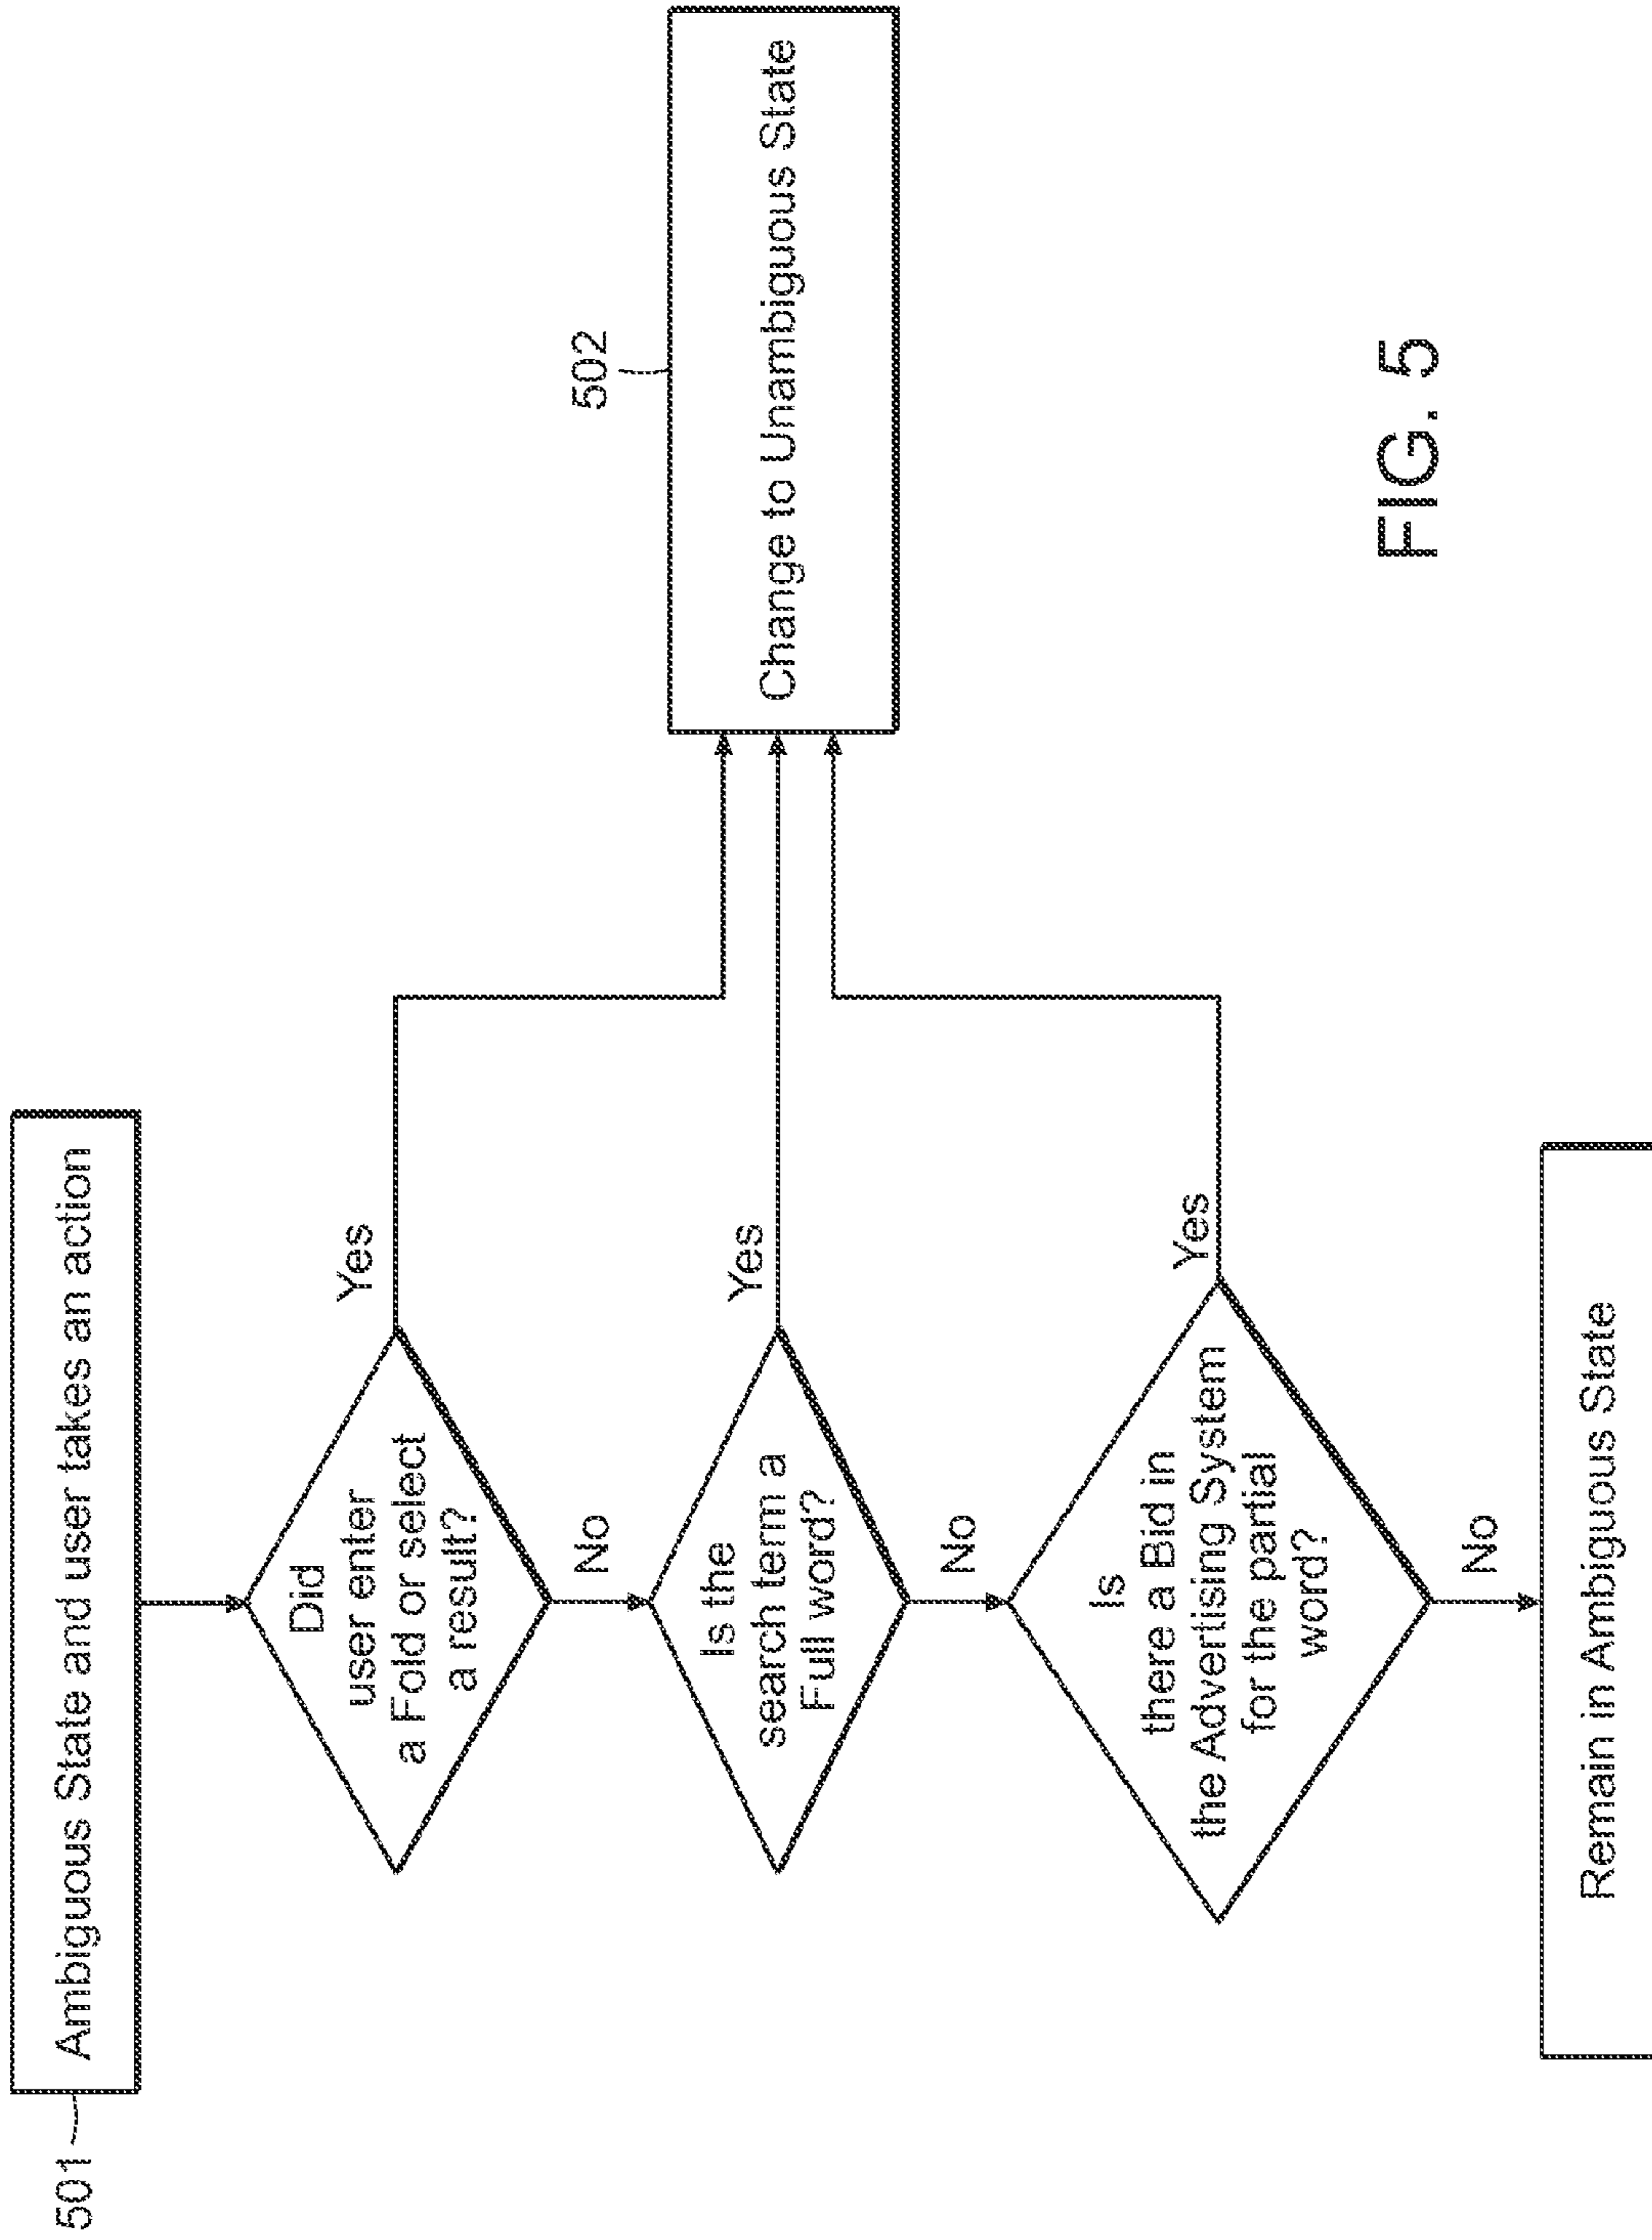 501
Ambiguous State and user takes an action
Did
user enter
a Fold or select
a result?
Yes
No
502
Change to Unambiguous State
Is the
search term a
Full word?
Yes
No
Is
there a Bid in
the Advertising System
for the partial
word?
Yes
No
Remain in Ambiguous State
FIG. 5